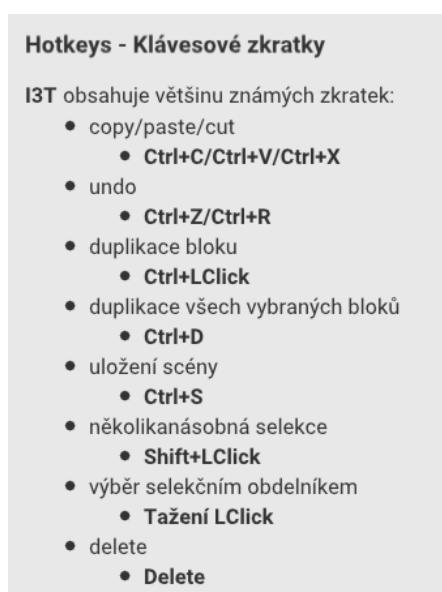 Hotkeys - Klávesové zkratky
I3T obsahuje většinu známých zkratek:
copy/paste/cut
Ctrl+C/Ctrl+V/Ctrl+X
undo
Ctrl+Z/Ctrl+R
duplikace bloku
Ctrl+LClick
duplikace všech vybraných bloků
Ctrl+D
uložení scény
Ctrl+S
několikanásobná selekce
Shift+LClick
výběr selekčním obdelníkem
Tažení LClick
delete
Delete